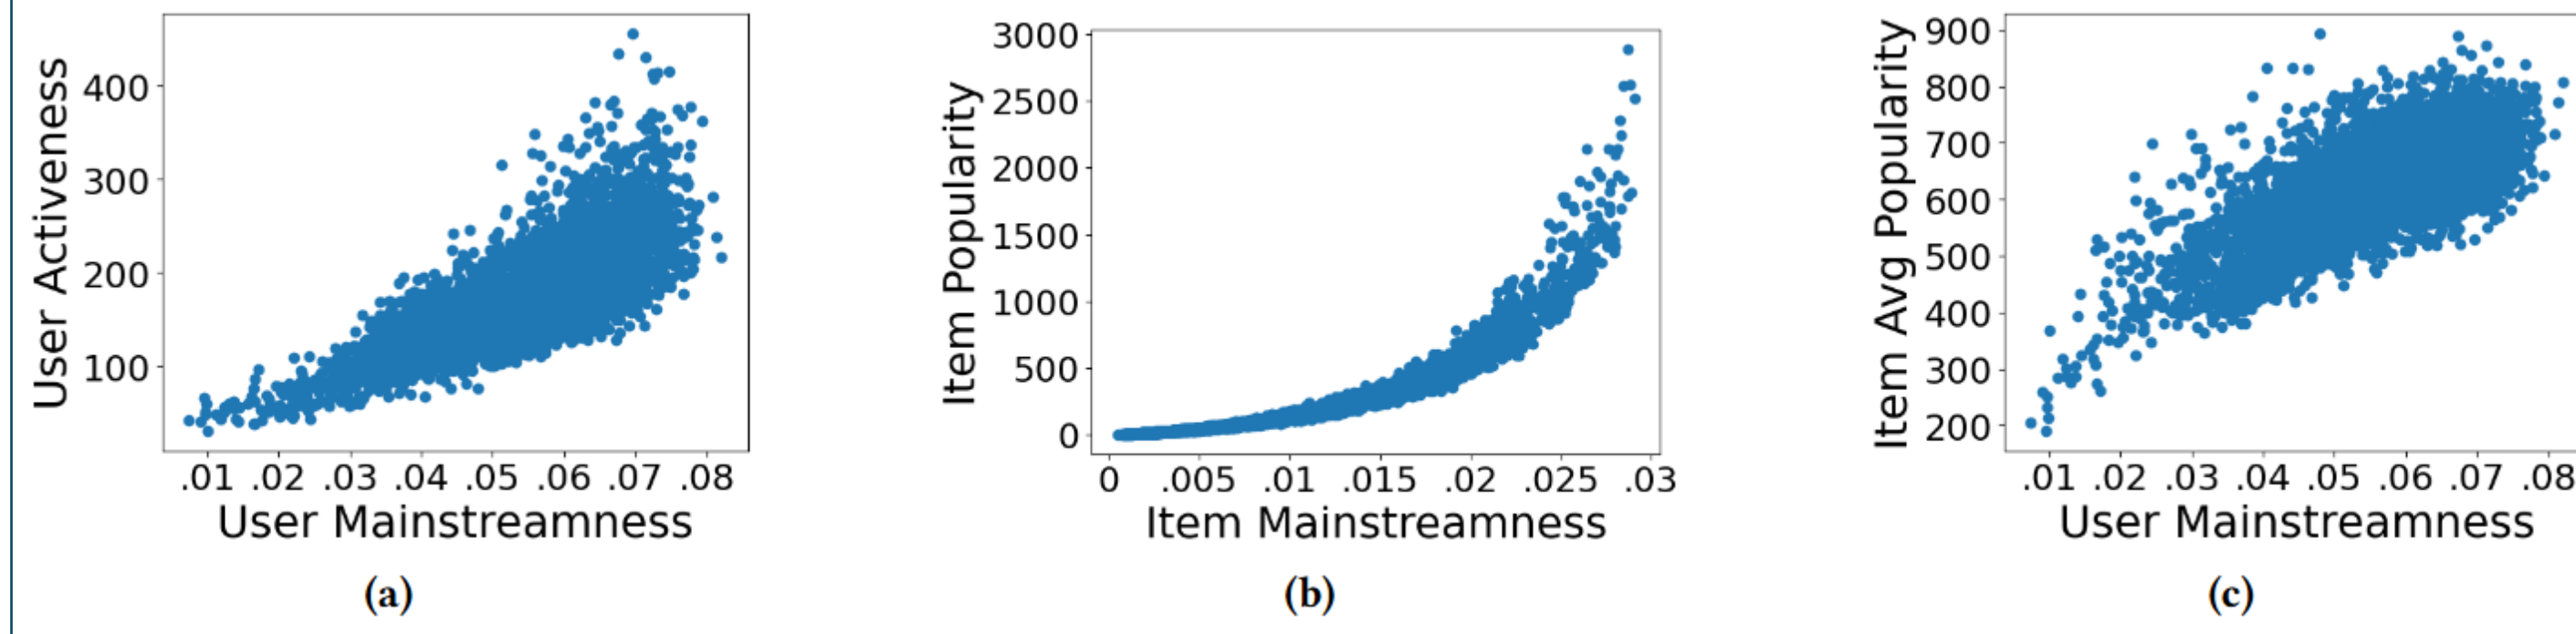 User Activeness
400
300
200
100
.01 .02 .03 .04 .05 .06 .07 .08
User Mainstreamness
(a)
Item Popularity
3000
2500
2000
1500
1000
500
0
0 .005 .01 .015 .02 .025 .03
Item Mainstreamness
(b)
Item Avg Popularity
900
800
700
600
500
400
300
200
.01 .02 .03 .04 .05 .06 .07 .08
User Mainstreamness
(c)